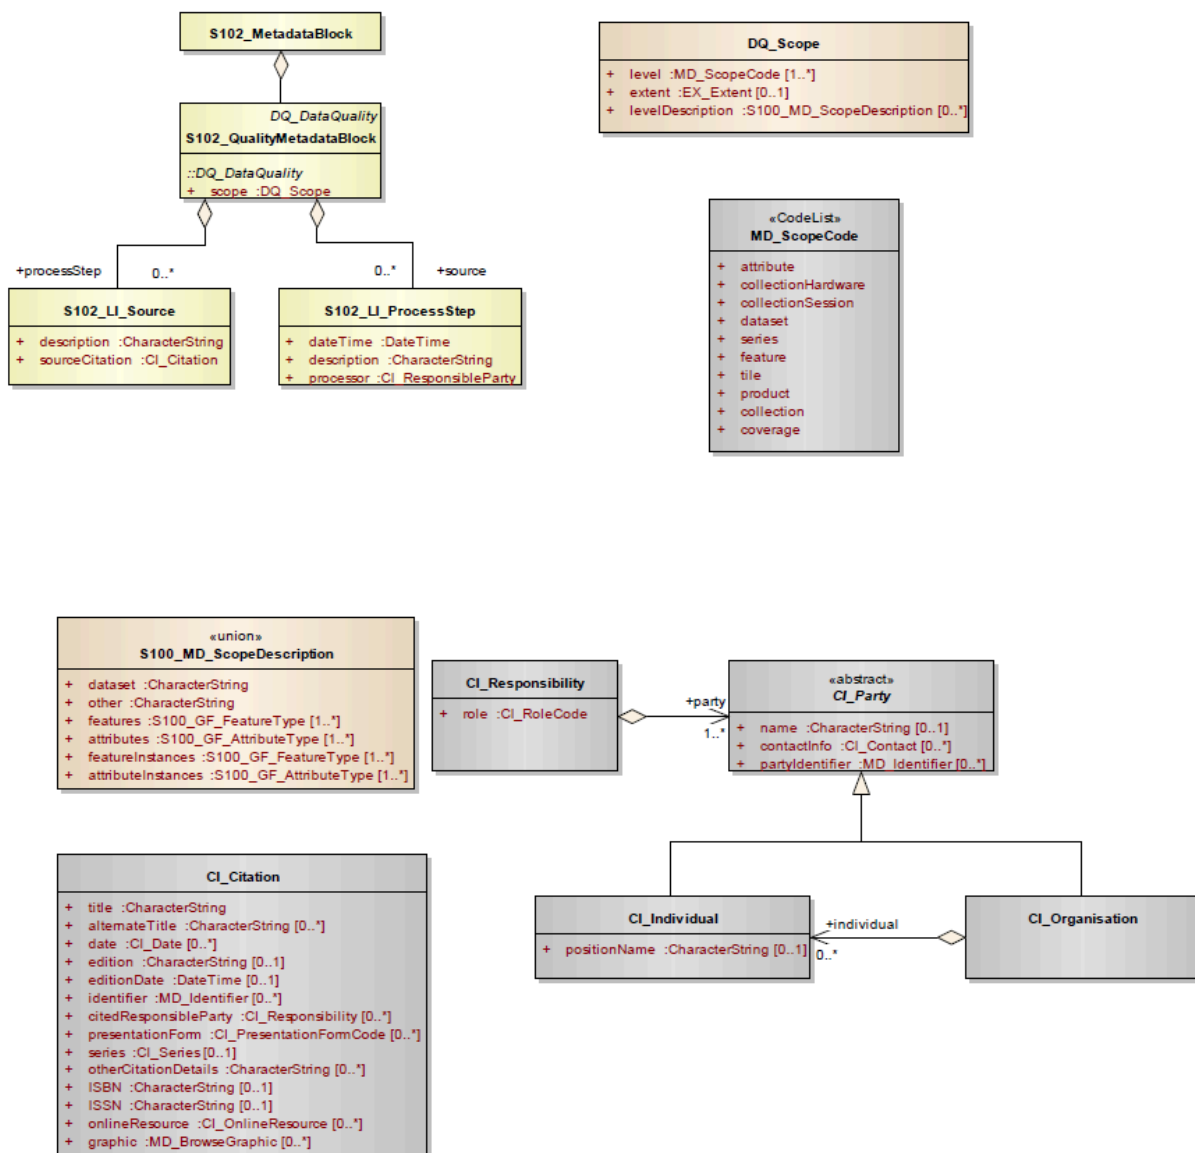 S102_MetadataBlock
DQ_DataQuality
S102_QualityMetadataBlock
::DQ_DataQuality
+ scope :DQ_Scope
+processStep 0..*
0..* +source
S102_LI_Source
+ description :CharacterString
+ sourceCitation :CI_Citation
S102_LI_ProcessStep
+ dateTime :DateTime
+ description :CharacterString
+ processor :CI_ResponsibleParty
DQ_Scope
+ level :MD_ScopeCode [1..*]
+ extent :EX_Extent [0..1]
+ levelDescription :S100_MD_ScopeDescription [0..*]
«CodeList»
MD_ScopeCode
+ attribute
+ collectionHardware
+ collectionSession
+ dataset
+ series
+ feature
+ tile
+ product
+ collection
+ coverage
«union»
S100_MD_ScopeDescription
+ dataset :CharacterString
+ other :CharacterString
+ features :S100_GF_FeatureType [1..*]
+ attributes :S100_GF_AttributeType [1..*]
+ featureInstances :S100_GF_FeatureType [1..*]
+ attributeInstances :S100_GF_AttributeType [1..*]
CI_Responsibility
+ role :CI_RoleCode
+party
1..*
«abstract»
CI_Party
+ name :CharacterString [0..1]
+ contactInfo :CI_Contact [0..*]
+ partyIdentifier :MD_Identifier [0..*]
CI_Citation
+ title :CharacterString
+ alternateTitle :CharacterString [0..*]
+ date :CI_Date [0..*]
+ edition :CharacterString [0..1]
+ editionDate :DateTime [0..1]
+ identifier :MD_Identifier [0..*]
+ citedResponsibleParty :CI_Responsibility [0..*]
+ presentationForm :CI_PresentationFormCode [0..*]
+ series :CI_Series [0..1]
+ otherCitationDetails :CharacterString [0..*]
+ ISBN :CharacterString [0..1]
+ ISSN :CharacterString [0..1]
+ onlineResource :CI_OnlineResource [0..*]
+ graphic :MD_BrowseGraphic [0..*]
CI_Individual
+ positionName :CharacterString [0..1]
+individual
0..*
CI_Organisation